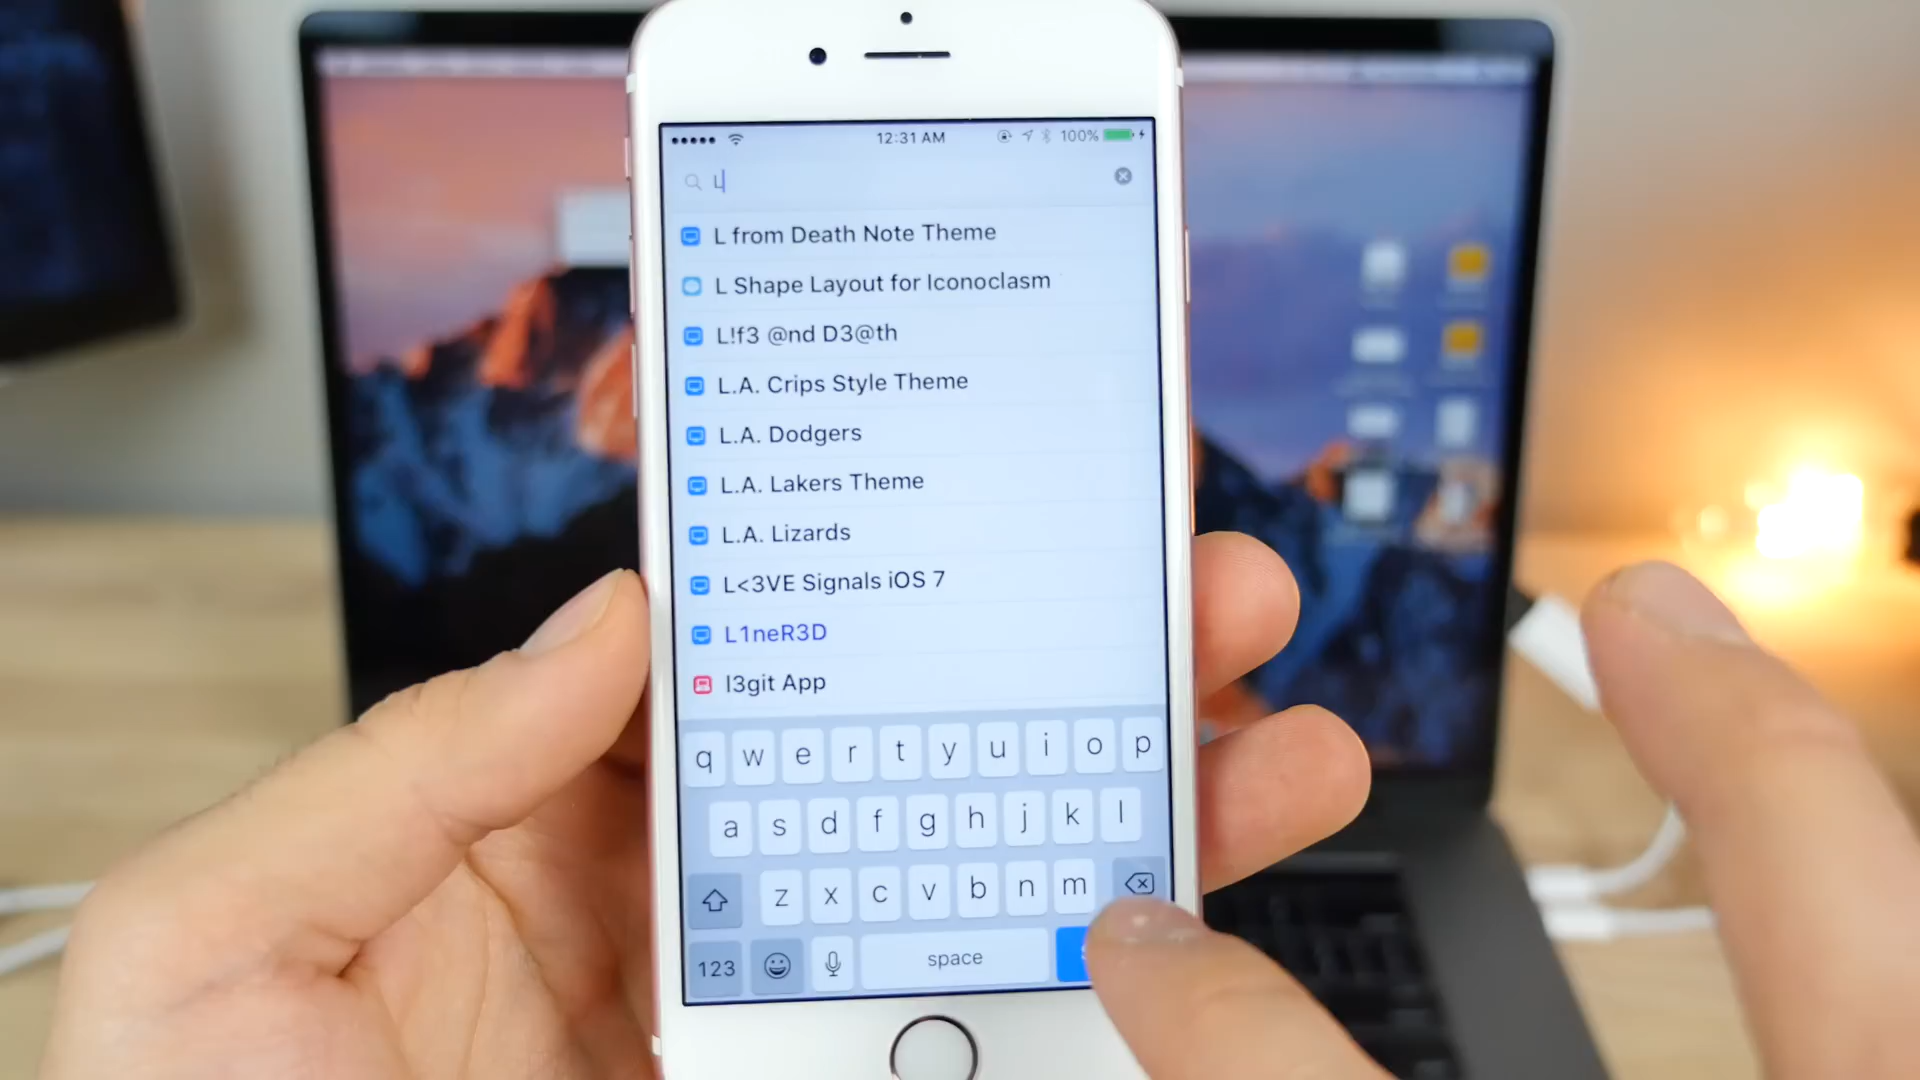 12:31 AM 100%
L
L from Death Note Theme
L Shape Layout for Iconoclasm
L!f3 @nd D3@th
L.A. Crips Style Theme
L.A. Dodgers
L.A. Lakers Theme
L.A. Lizards
L<3VE Signals iOS 7
L1neR3D
l3git App
q w e r t y u i o p
a s d f g h j k l
z x c v b n m
123 space